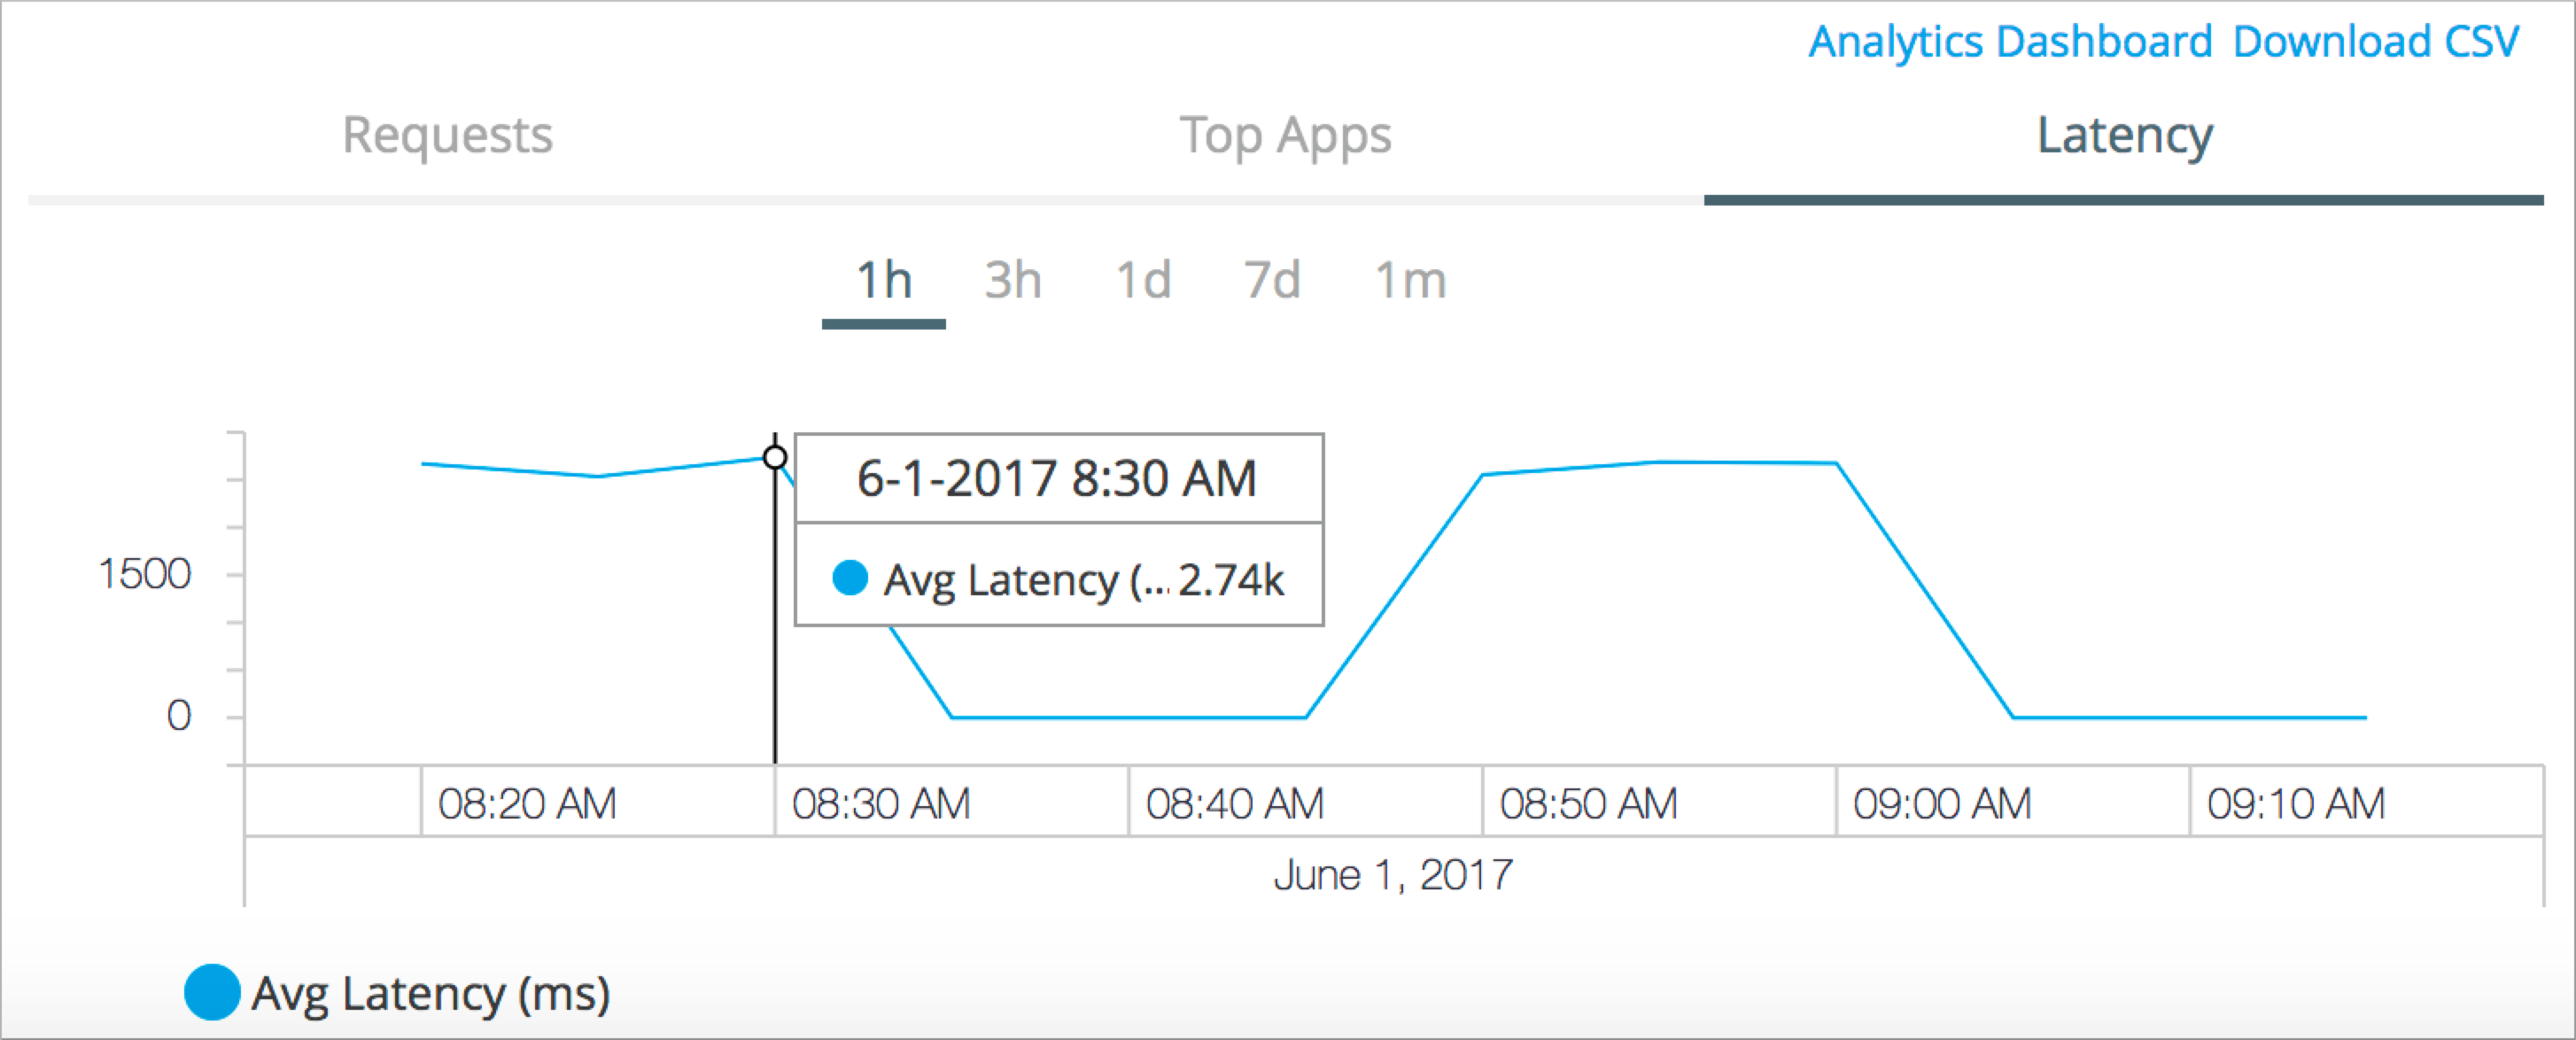 Analytics Dashboard Download CSV
Requests Top Apps Latency
1h 3h 1d 7d 1m
6-1-2017 8:30 AM
Avg Latency (... 2.74k
1500
0
08:20 AM 08:30 AM 08:40 AM 08:50 AM 09:00 AM 09:10 AM
June 1, 2017
Avg Latency (ms)